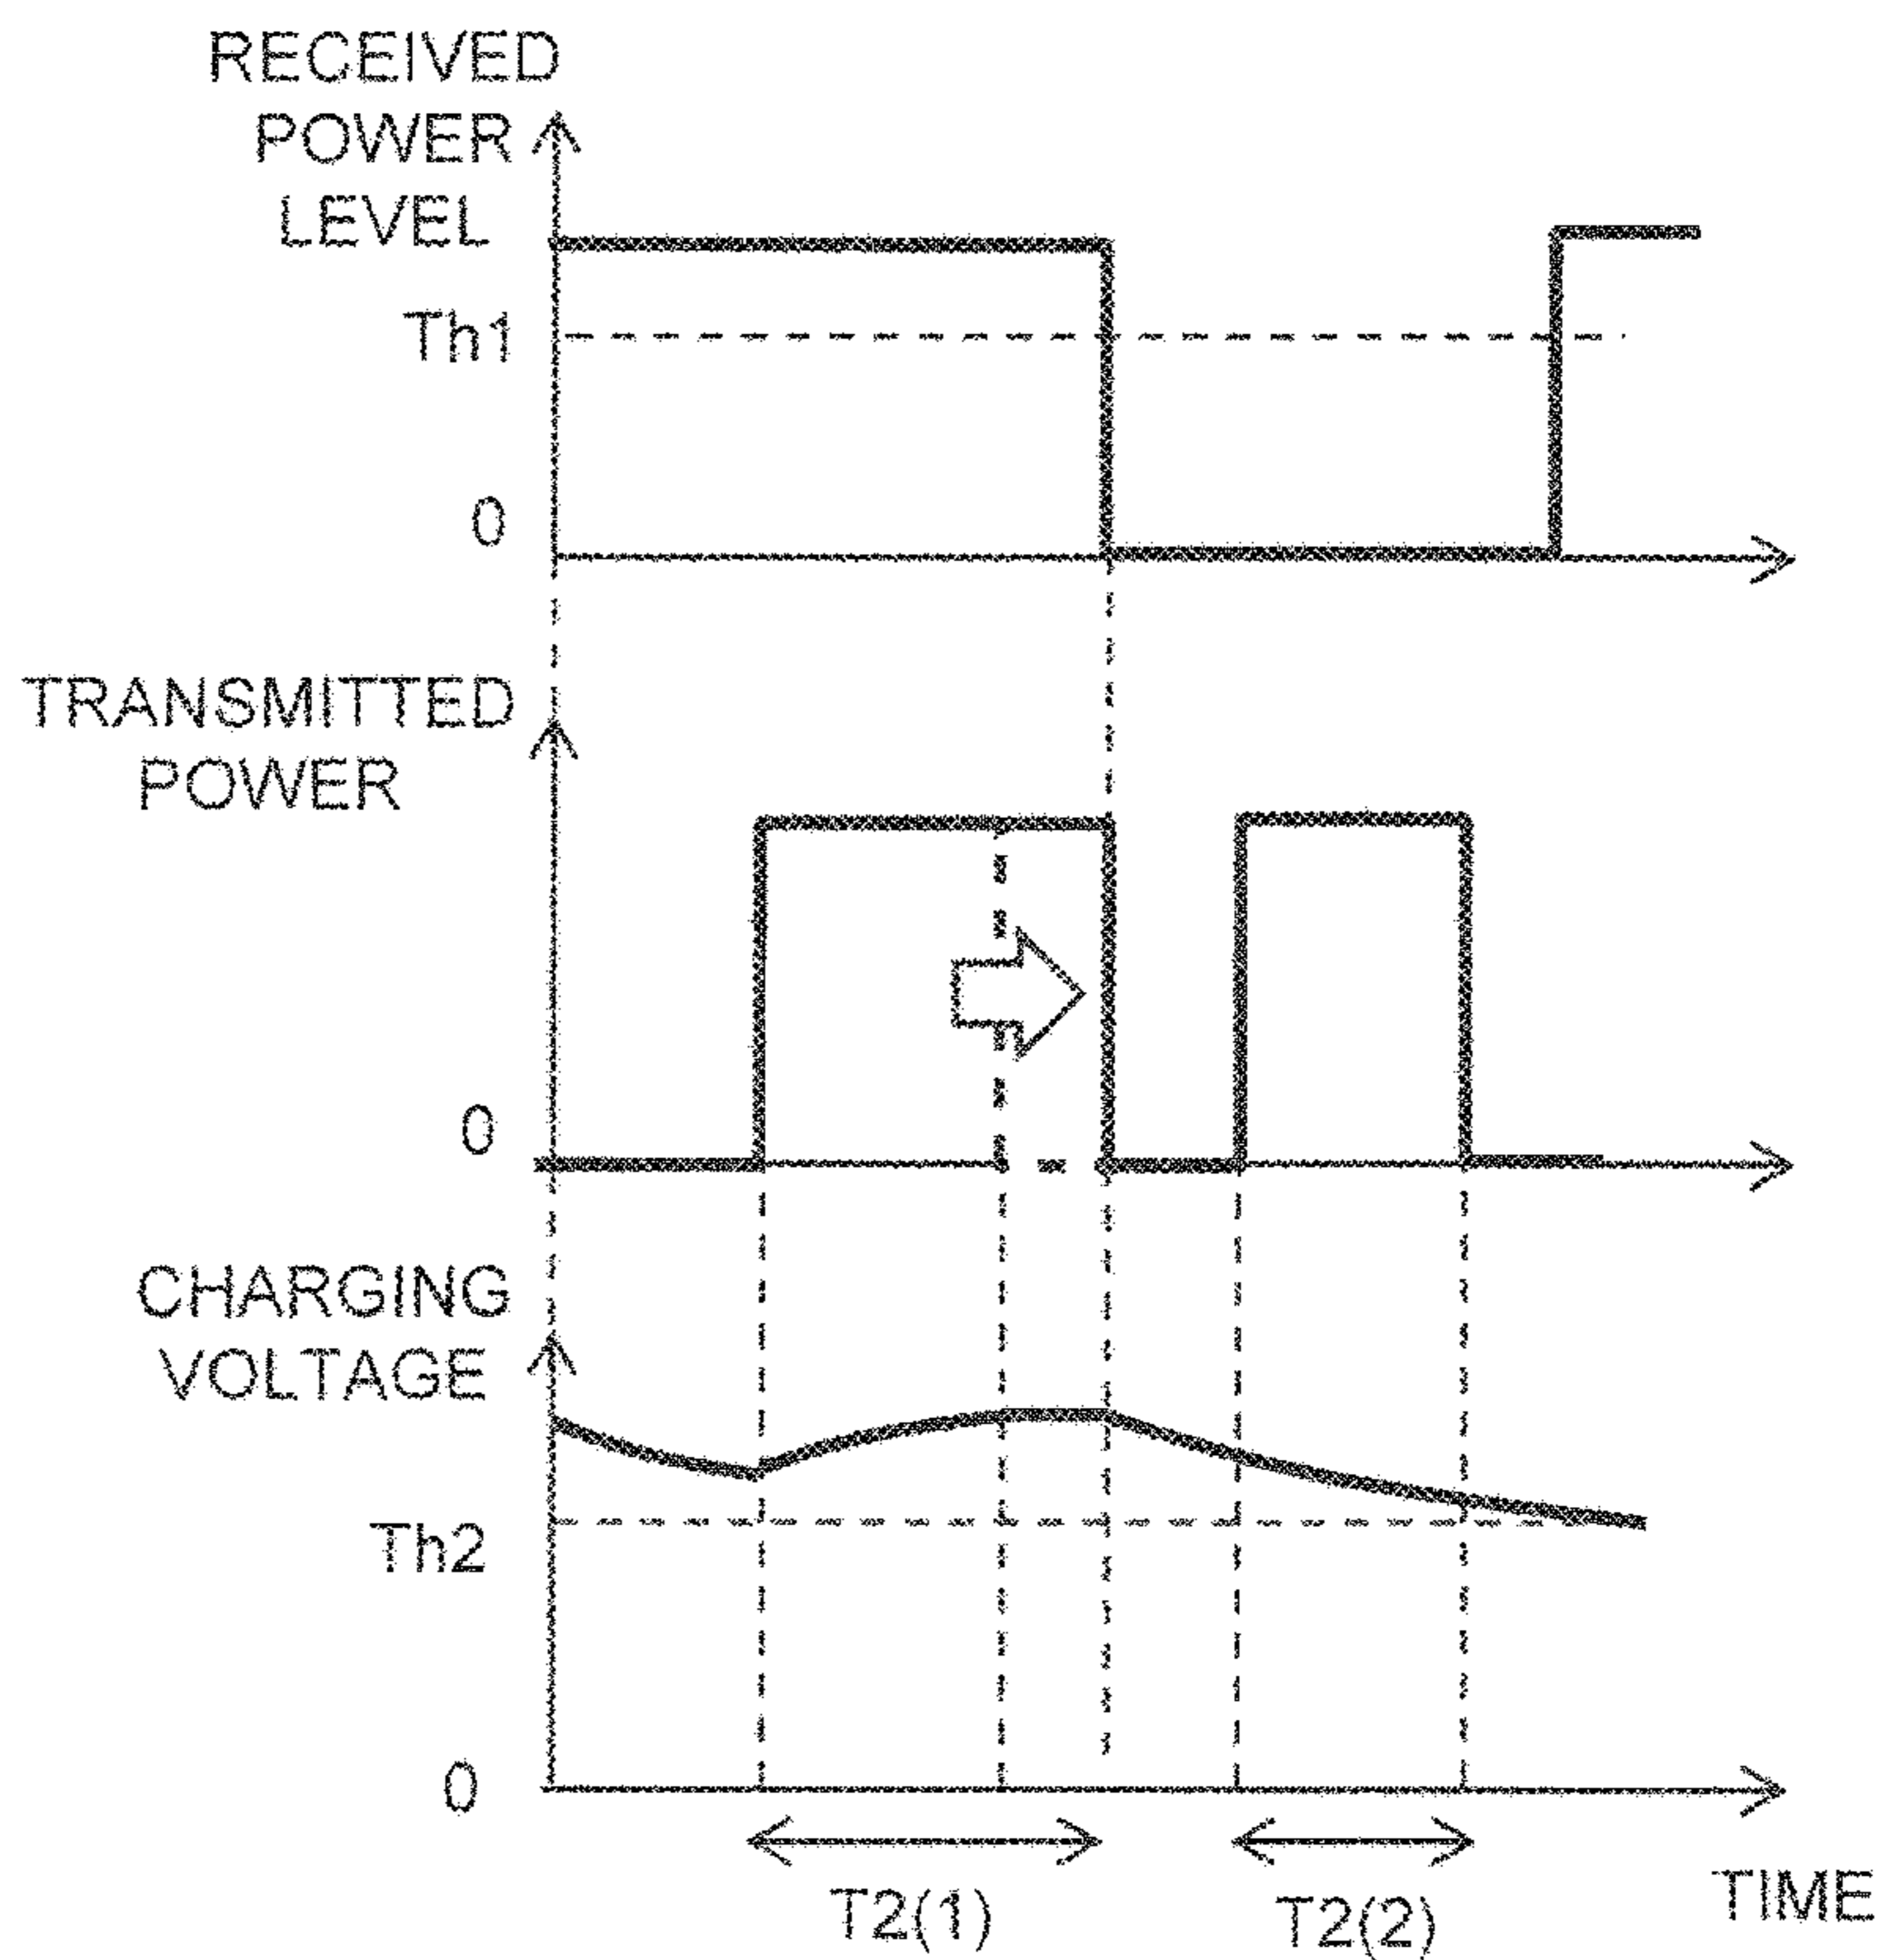 RECEIVED
POWER
LEVEL
Th1
0
TRANSMITTED
POWER
0
CHARGING
VOLTAGE
Th2
0
T2(1)
T2(2)
TIME